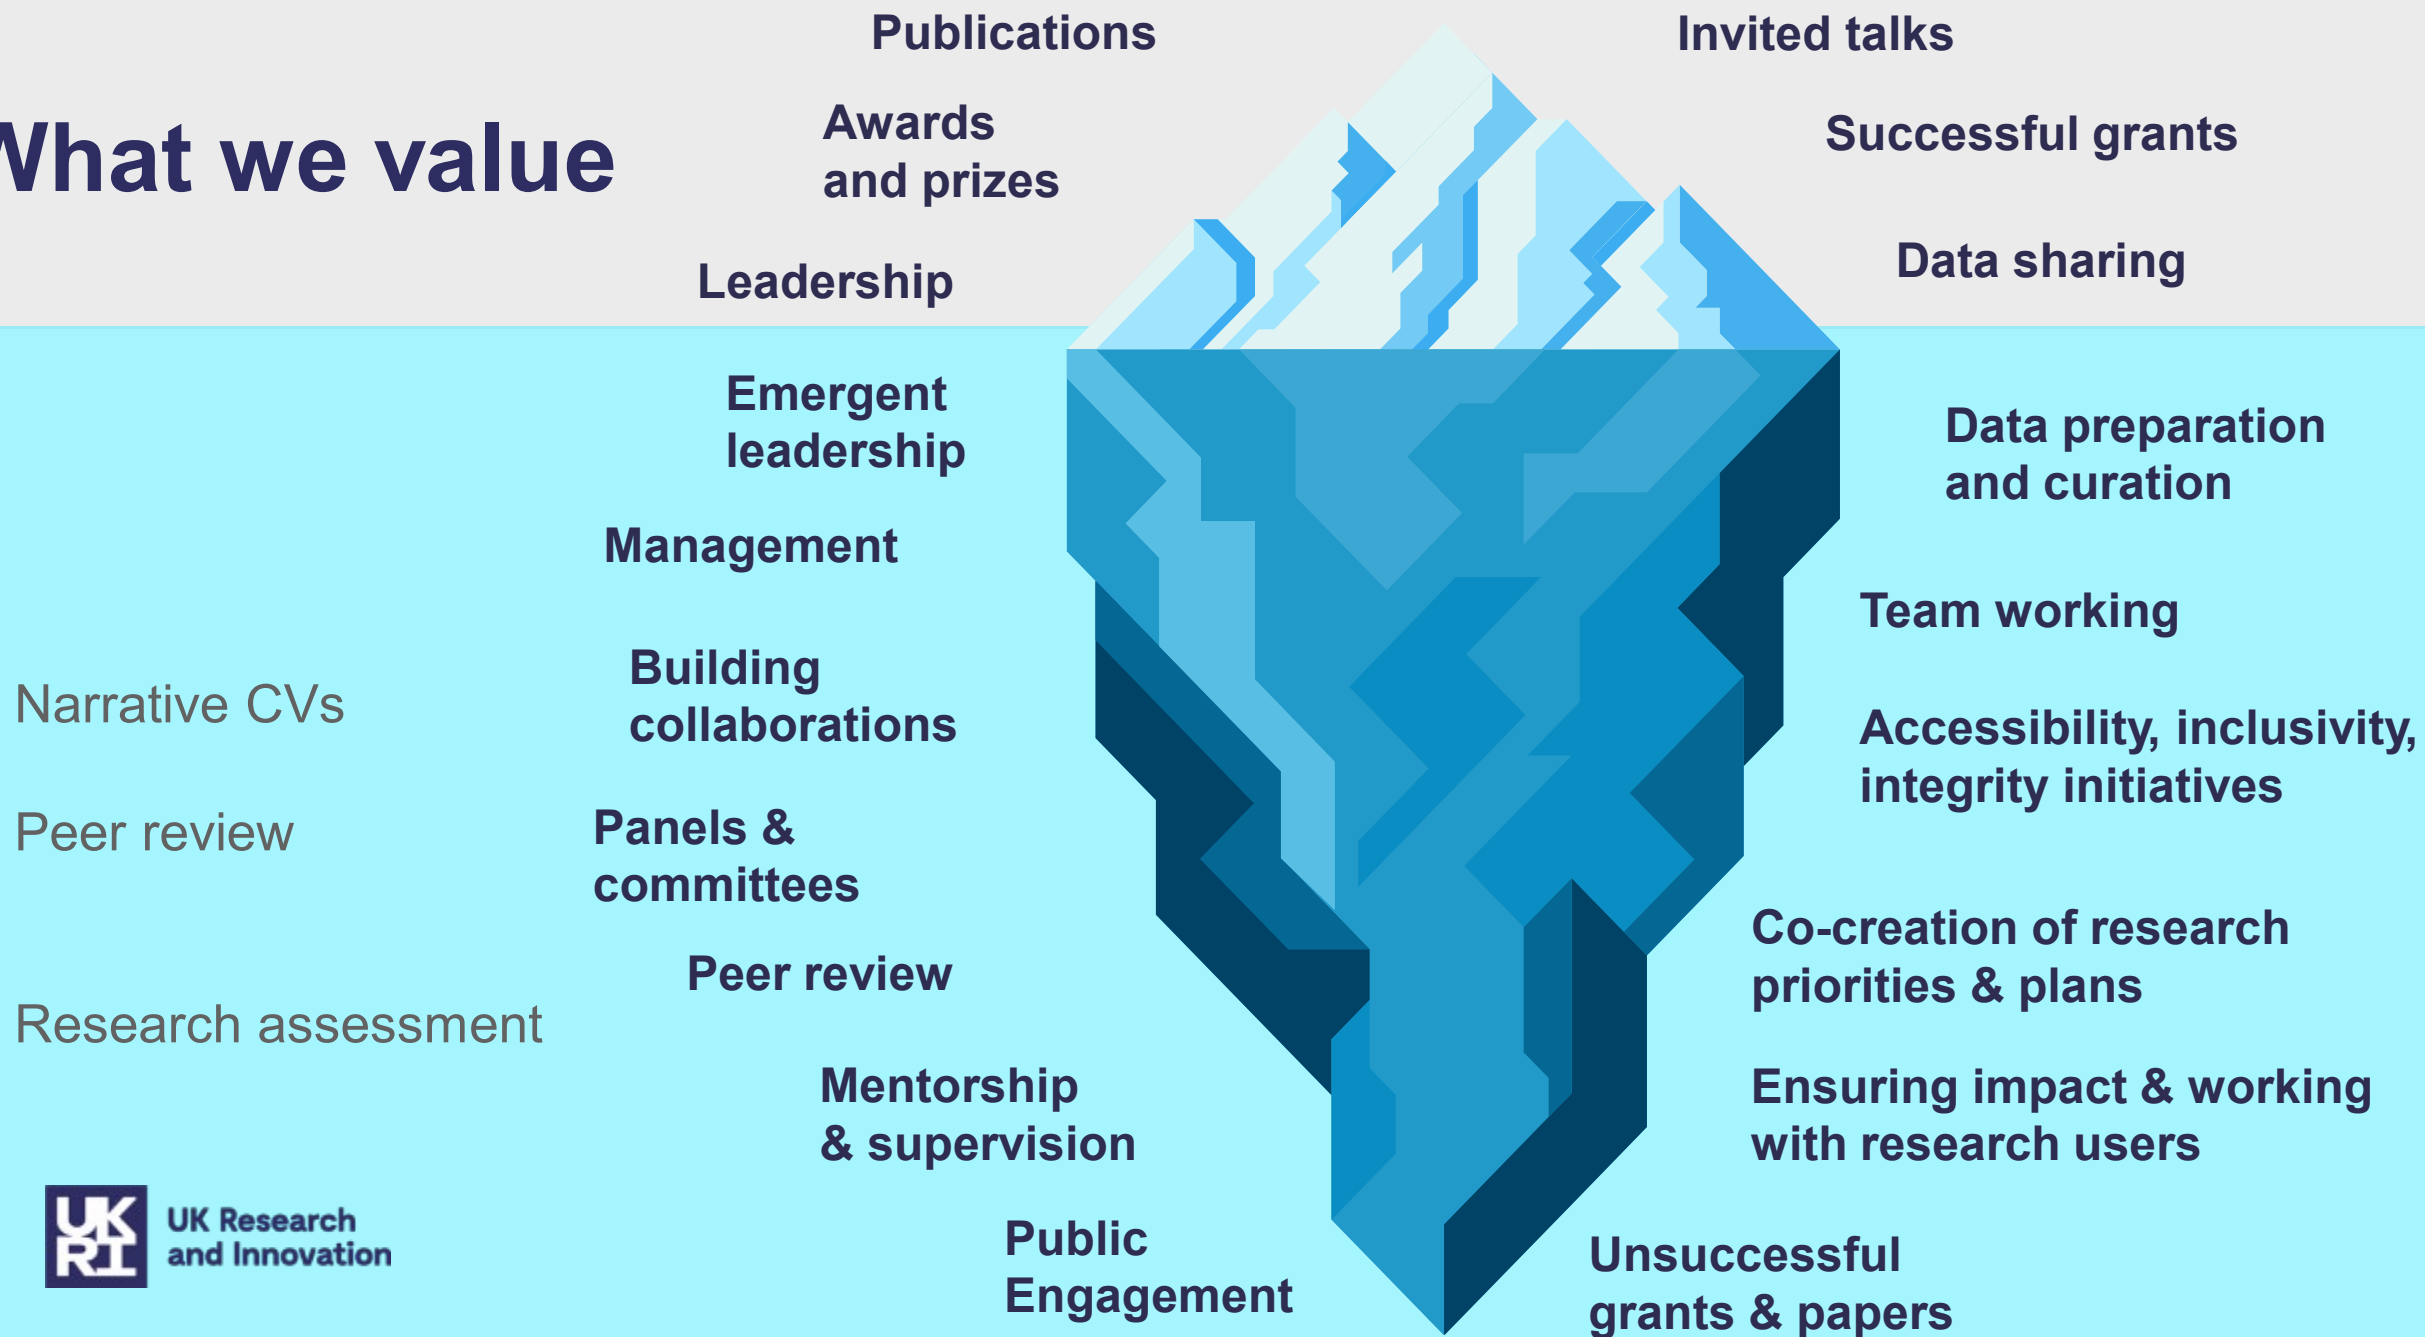 What we value
Publications
Awards
and prizes
Leadership
Invited talks
Successful grants
Data sharing
Emergent
leadership
Management
Building
collaborations
Panels &
committees
Peer review
Mentorship
& supervision
Public
Engagement
Data preparation
and curation
Team working
Accessibility, inclusivity,
integrity initiatives
Co-creation of research
priorities & plans
Ensuring impact & working
with research users
Unsuccessful
grants & papers
Narrative CVs
Peer review
Research assessment
UK
RI
UK Research
and Innovation